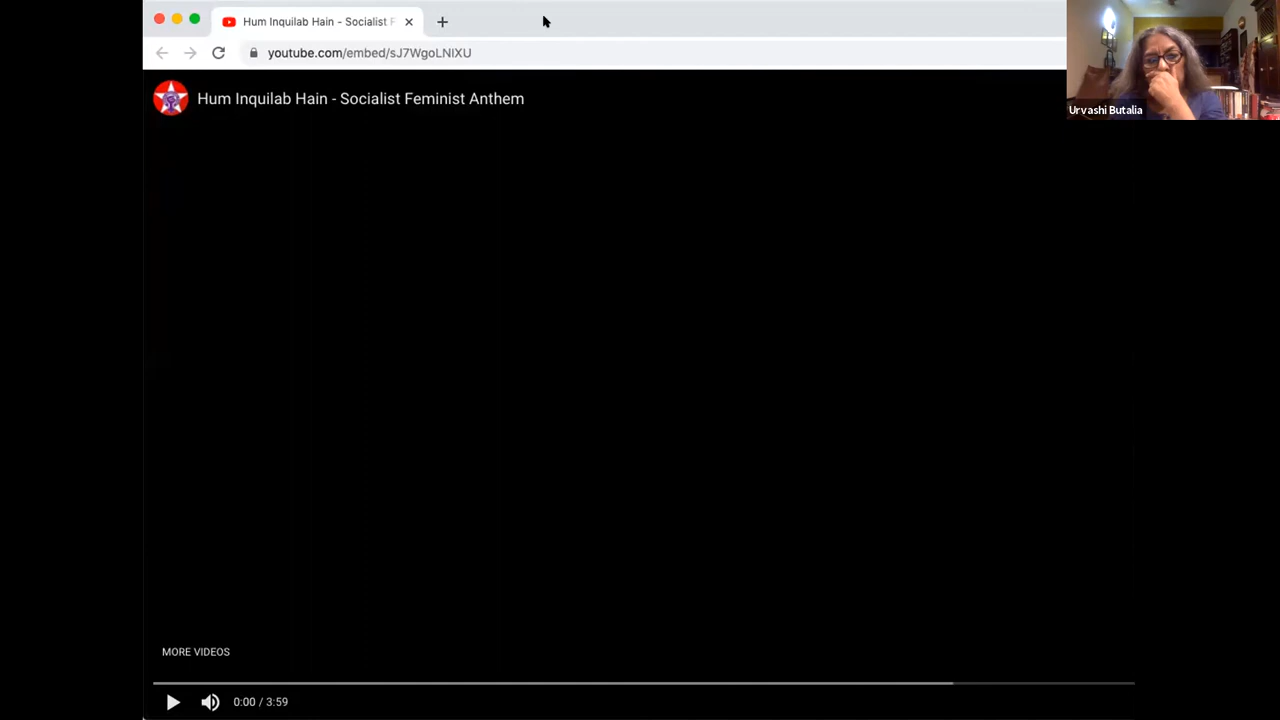 Hum Inquilab Hain - Socialist F
youtube.com/embed/sJ7WgoLNlXU
Urvashi Butalia
Hum Inquilab Hain - Socialist Feminist Anthem
MORE VIDEOS
0:00 / 3:59